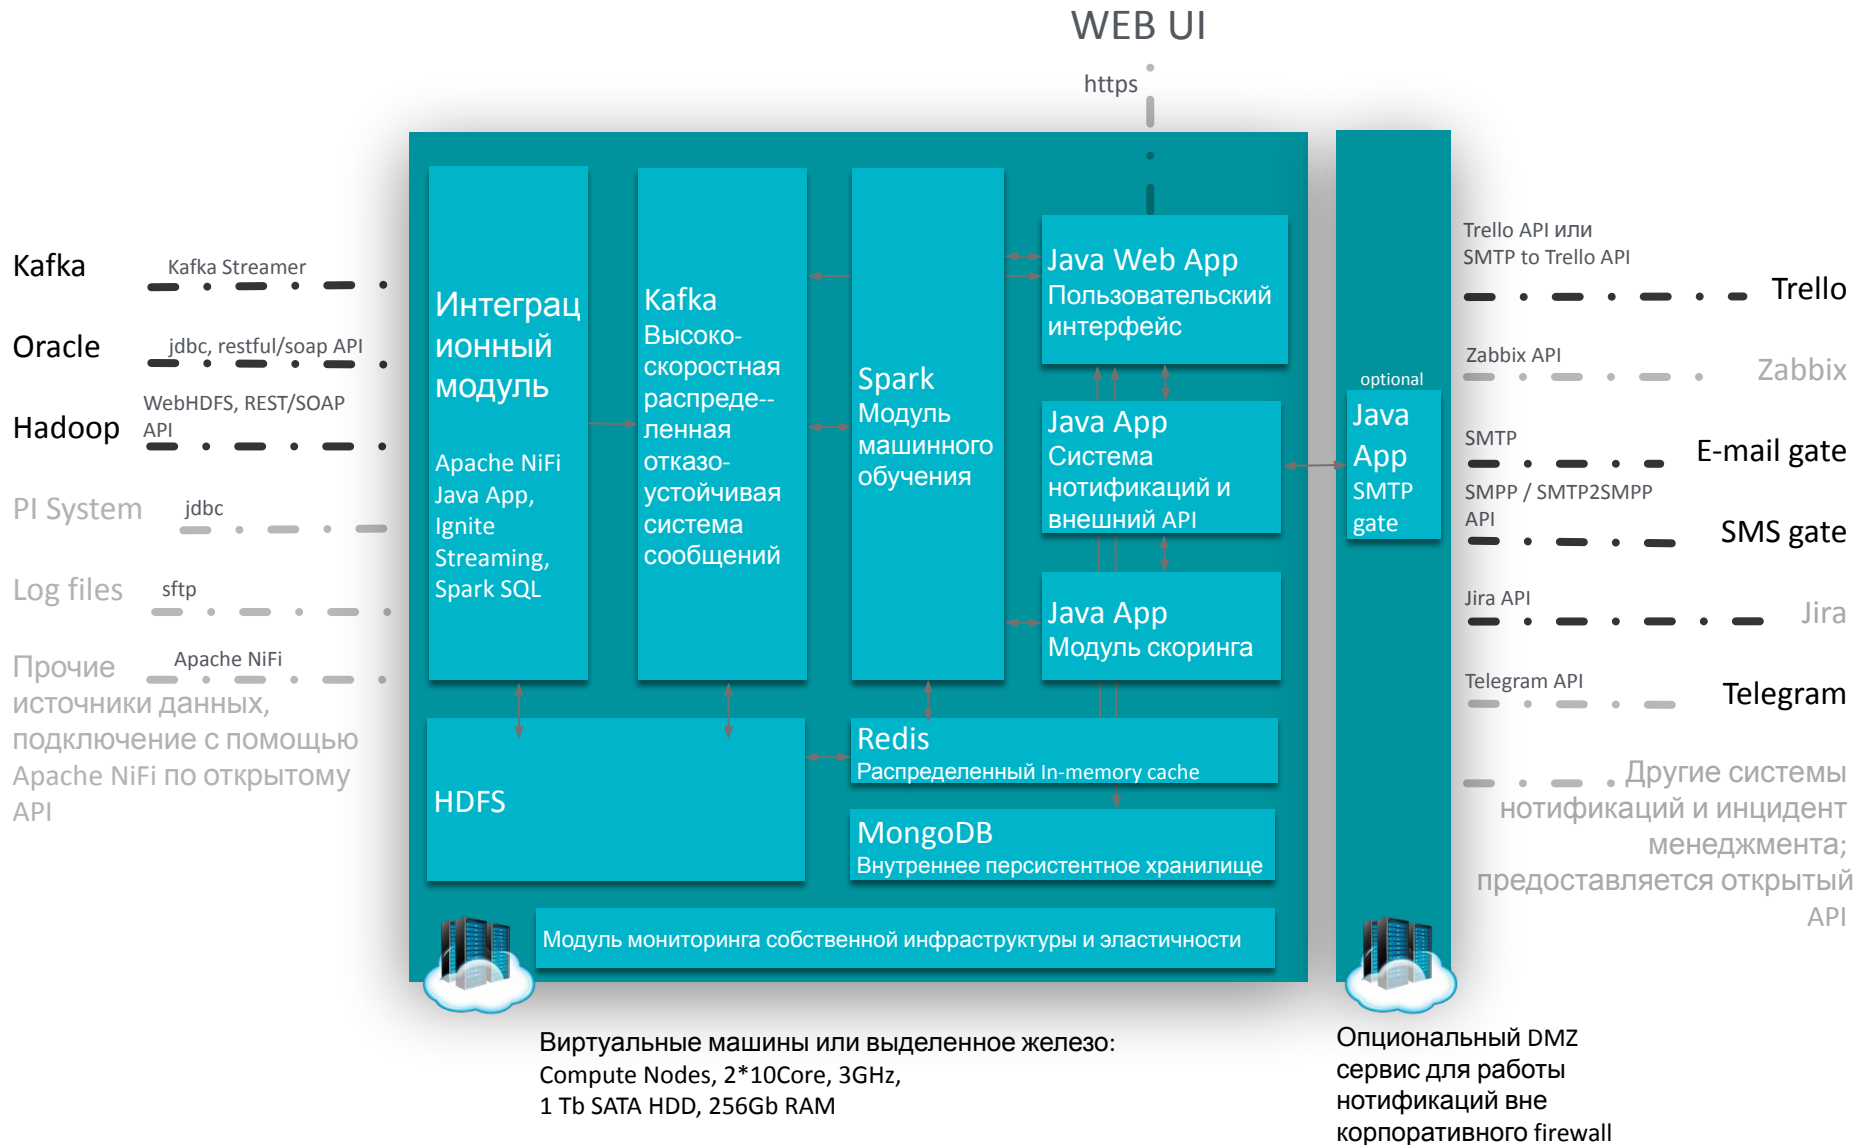 WEB UI
https
Kafka
Kafka Streamer
Oracle
jdbc, restful/soap API
Hadoop
WebHDFS, REST/SOAP
API
PI System
jdbc
Log files
sftp
Прочие
источники данных,
подключение с помощью
Apache NiFi по открытому
API
Apache NiFi
Интеграц
ионный
модуль
Apache NiFi
Java App,
Ignite
Streaming,
Spark SQL
Kafka
Высоко-
скоростная
распреде--
ленная
отказо-
устойчивая
система
сообщений
Spark
Модуль
машинного
обучения
Java Web App
Пользовательский
интерфейс
Java App
Система
нотификаций и
внешний API
Java App
Модуль скоринга
HDFS
Redis
Распределенный In-memory cache
MongoDB
Внутреннее персистентное хранилище
Модуль мониторинга собственной инфраструктуры и эластичности
optional
Java
App
SMTP
gate
Trello API или
SMTP to Trello API
Trello
Zabbix API
Zabbix
SMTP
E-mail gate
SMPP / SMTP2SMPP
API
SMS gate
Jira API
Jira
Telegram API
Telegram
Другие системы
нотификаций и инцидент
менеджмента;
предоставляется открытый
API
Виртуальные машины или выделенное железо:
Compute Nodes, 2*10Core, 3GHz,
1 Tb SATA HDD, 256Gb RAM
Опциональный DMZ
сервис для работы
нотификаций вне
корпоративного firewall